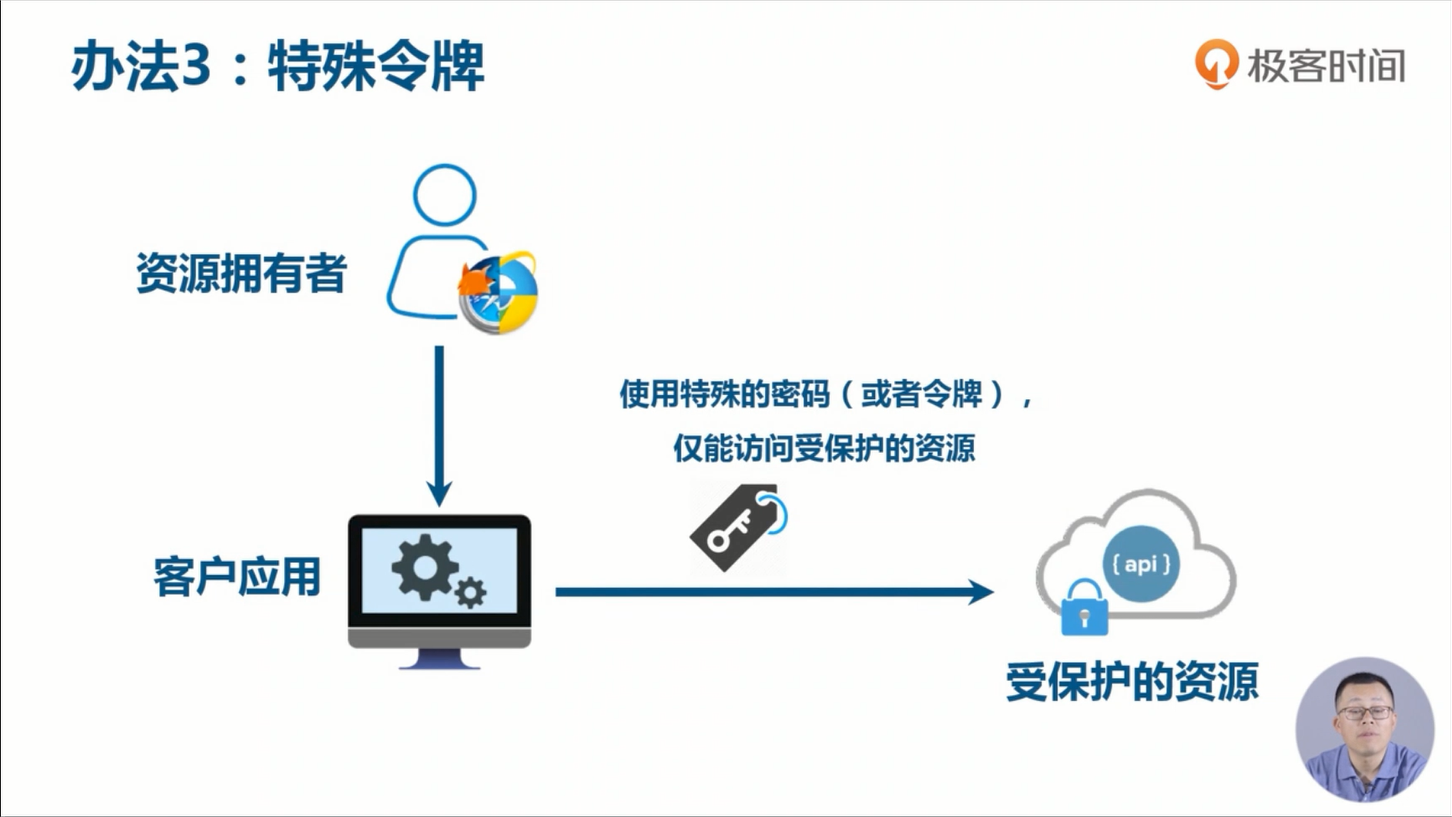 办法3：特殊令牌
极客时间
资源拥有者
使用特殊的密码（或者令牌），
仅能访问受保护的资源
客户应用
{ api }
受保护的资源